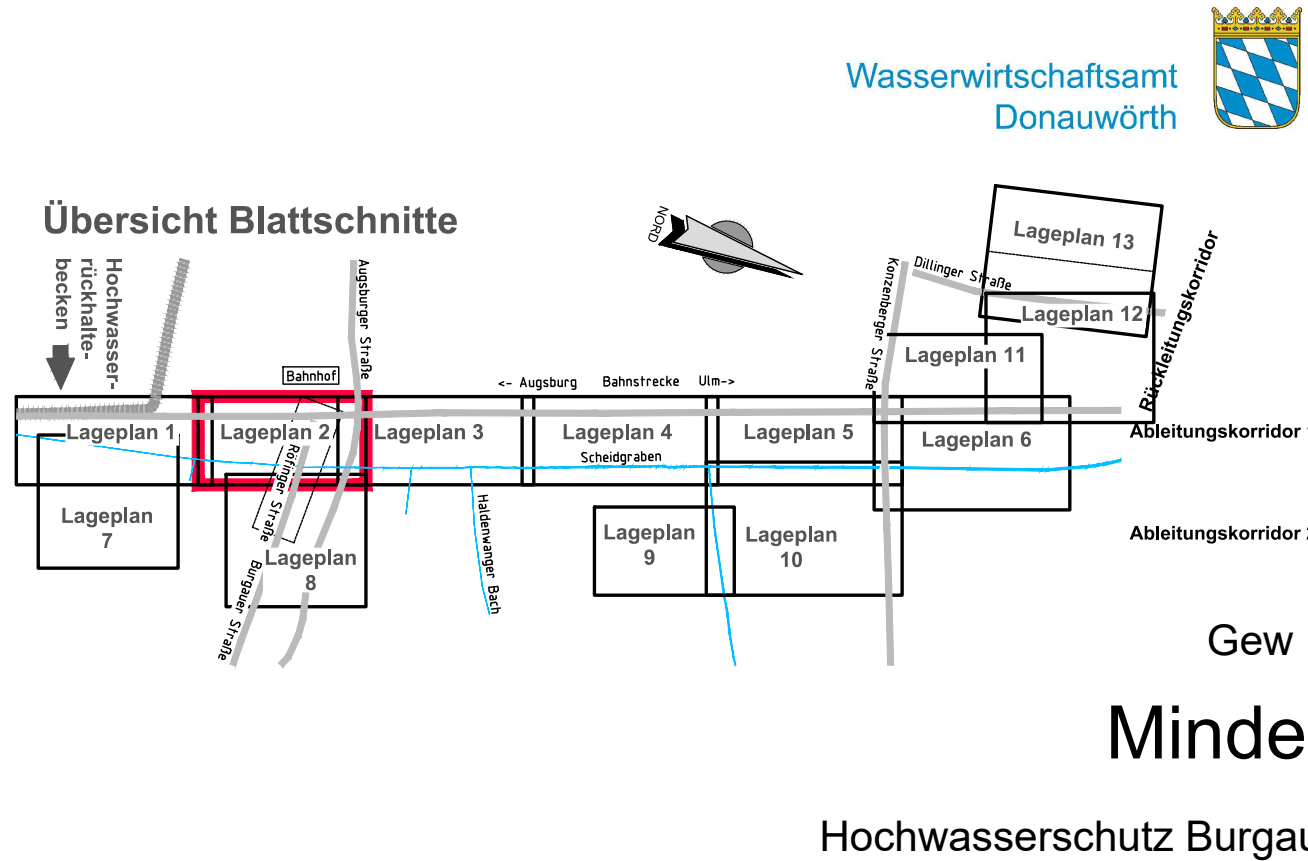 Wasserwirtschaftsamt
Donauwörth
Übersicht Blattschnitte
NORD
Hochwasser-
rückhalte-
becken
Augsburger Straße
Bahnhof
<- Augsburg Bahnstrecke Ulm->
Konzenberger Straße
Dillinger Straße
Lageplan 13
Lageplan 12
Lageplan 11
Rückleitungskorridor
Lageplan 1
Lageplan 2
Lageplan 3
Lageplan 4
Lageplan 5
Lageplan 6
Scheidgraben
Ableitungskorridor
Röfinger Straße
Burgauer Straße
Haldenwanger Bach
Lageplan
7
Lageplan
8
Lageplan
9
Lageplan
10
Ableitungskorridor
Gew
Minde
Hochwasserschutz Burgau